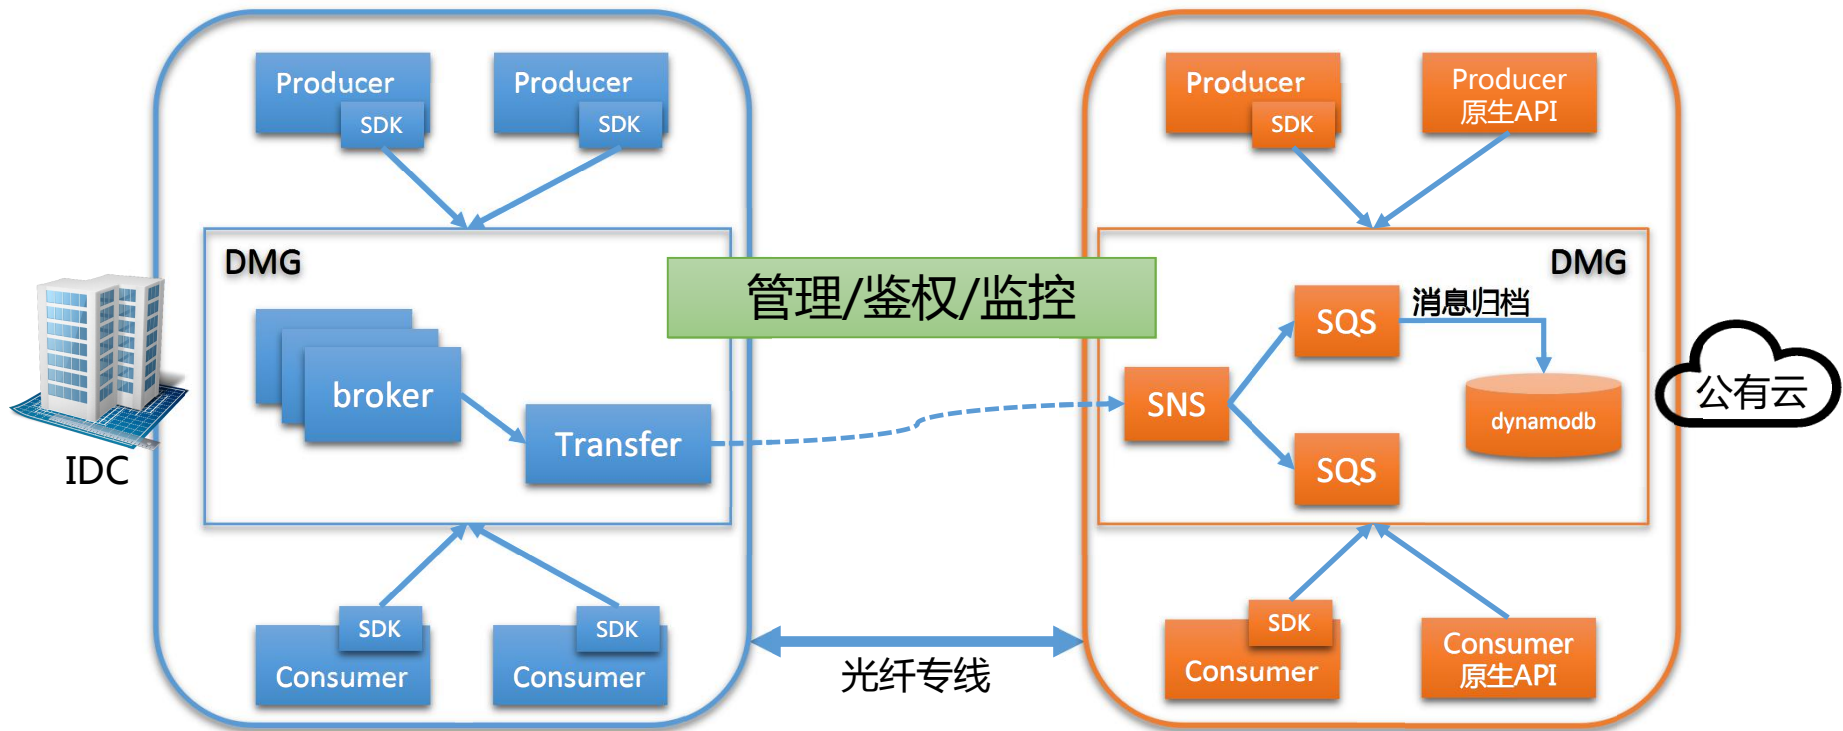 Producer
SDK
Producer
SDK
Producer
SDK
Producer
原生API
DMG
管理/鉴权/监控
DMG
broker
Transfer
SNS
SQS
消息归档
SQS
dynamodb
IDC
公有云
SDK
Consumer
SDK
Consumer
光纤专线
SDK
Consumer
Consumer
原生API